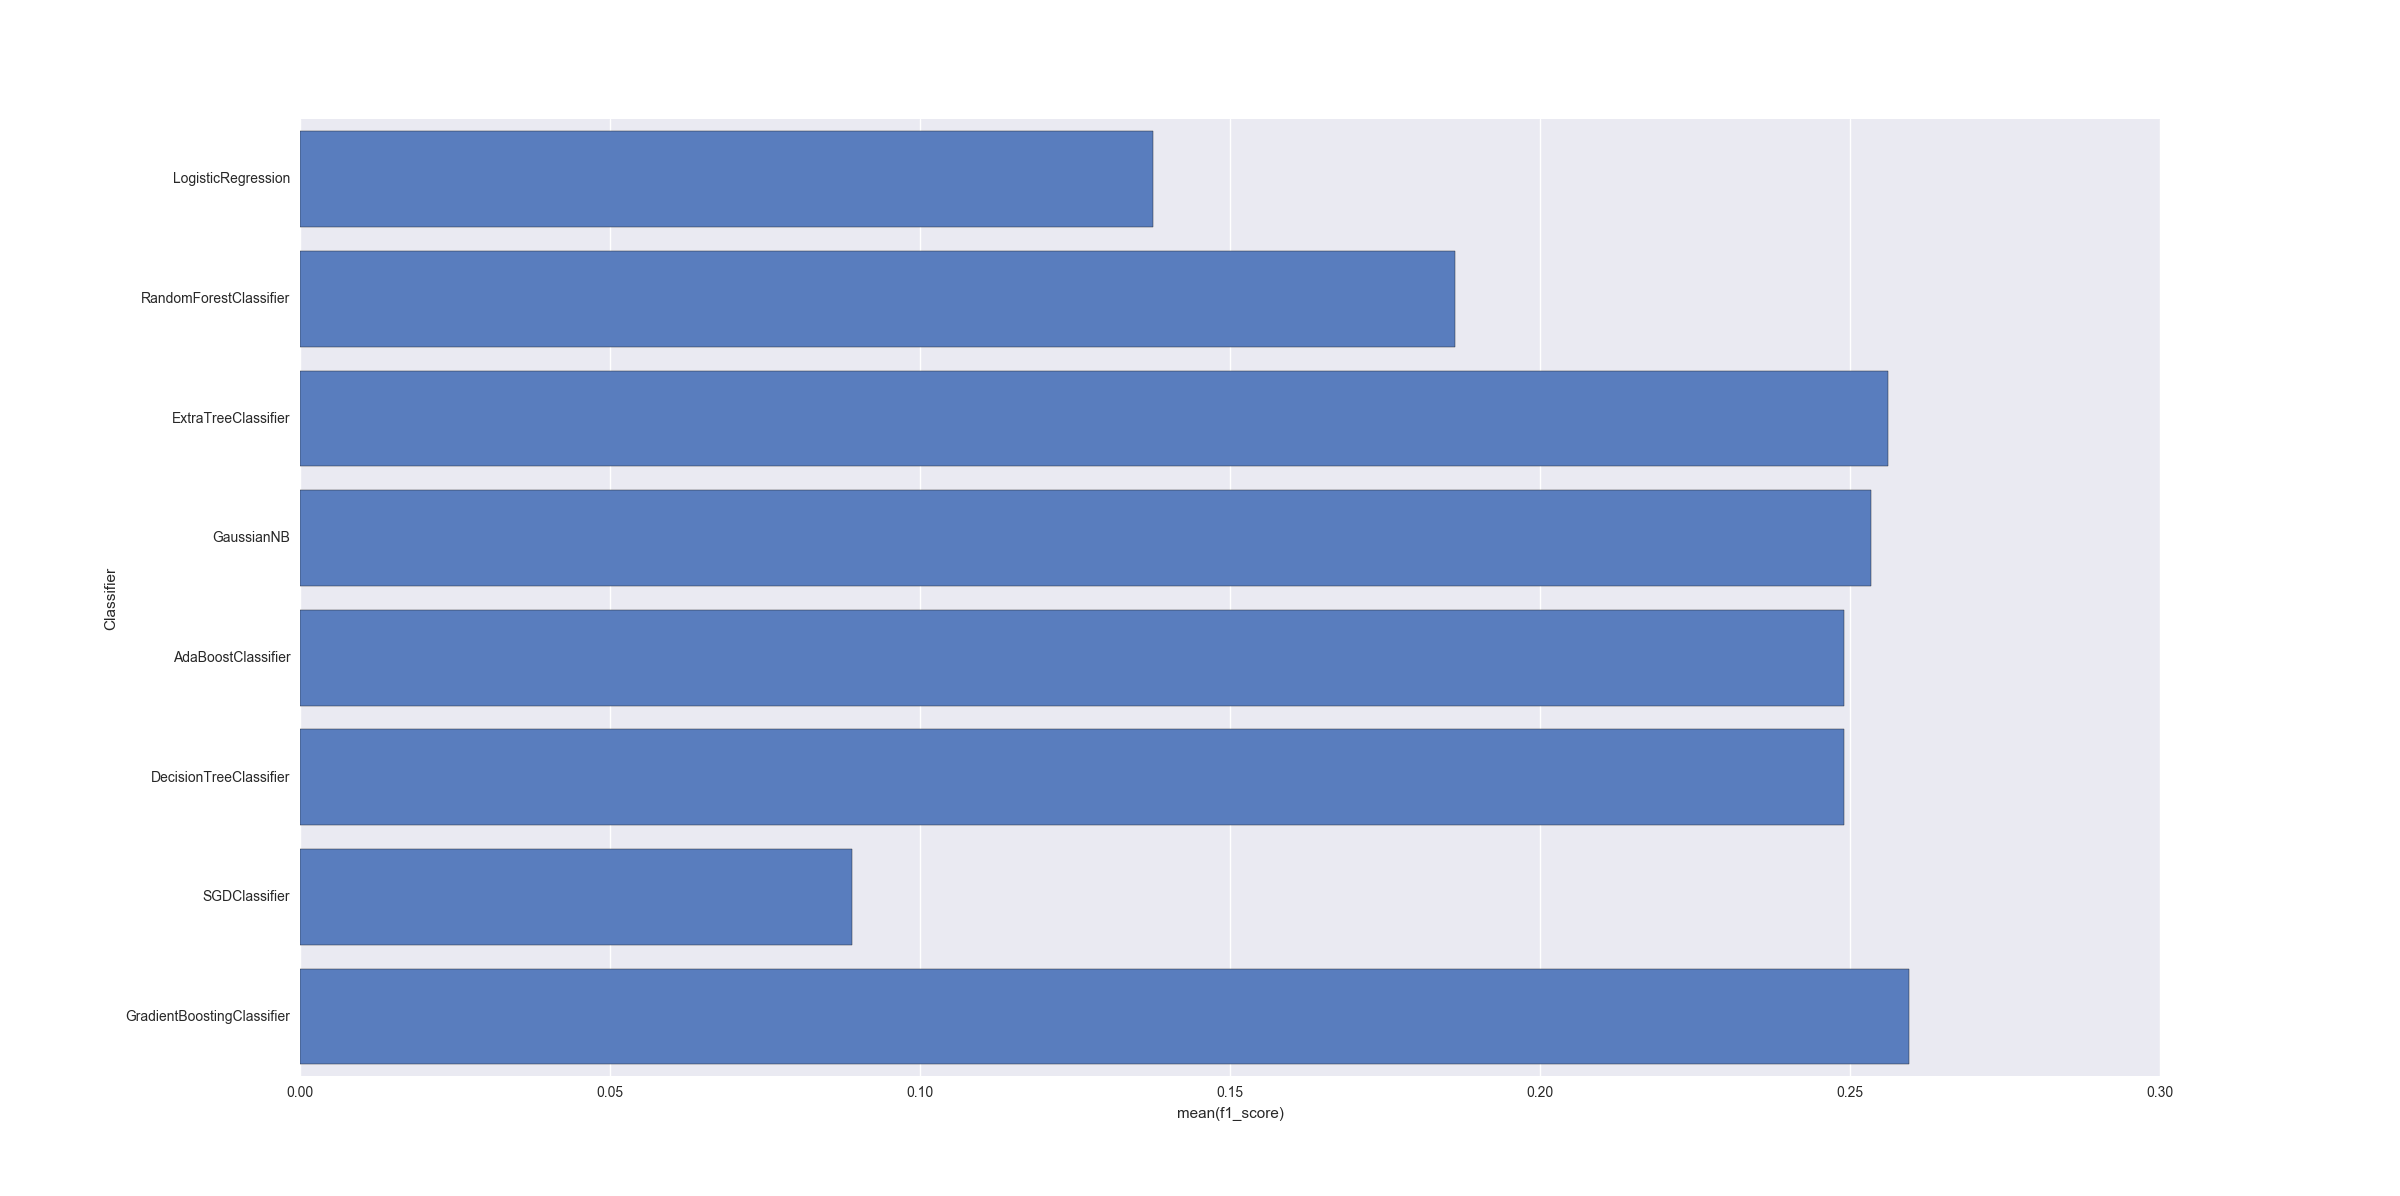 LogisticRegression
RandomForestClassifier
ExtraTreeClassifier
GaussianNB
Classifier
AdaBoostClassifier
DecisionTreeClassifier
SGDClassifier
GradientBoostingClassifier
0.00 0.05 0.10 0.15 0.20 0.25 0.30
mean(f1_score)